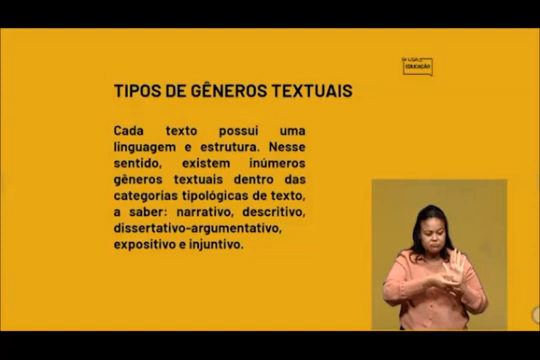 EDUCAÇÃO
TIPOS DE GÊNEROS TEXTUAIS
Cada texto possui uma
linguagem e estrutura. Nesse
sentido, existem inúmeros
gêneros textuais dentro das
categorias tipológicas de texto,
a saber: narrativo, descritivo,
dissertativo-argumentativo,
expositivo e injuntivo.